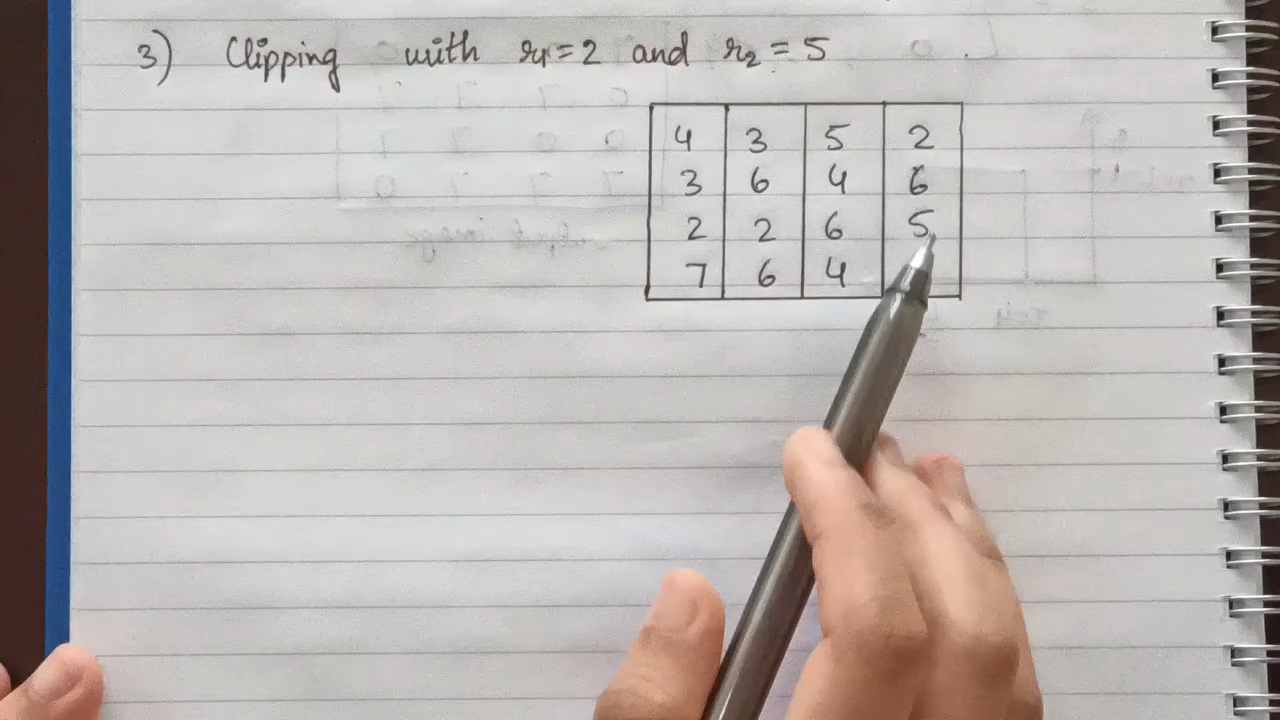 3) Clipping with r1=2 and r2=5
4 3 5 2
3 6 4 6
2 2 6 5
7 6 4